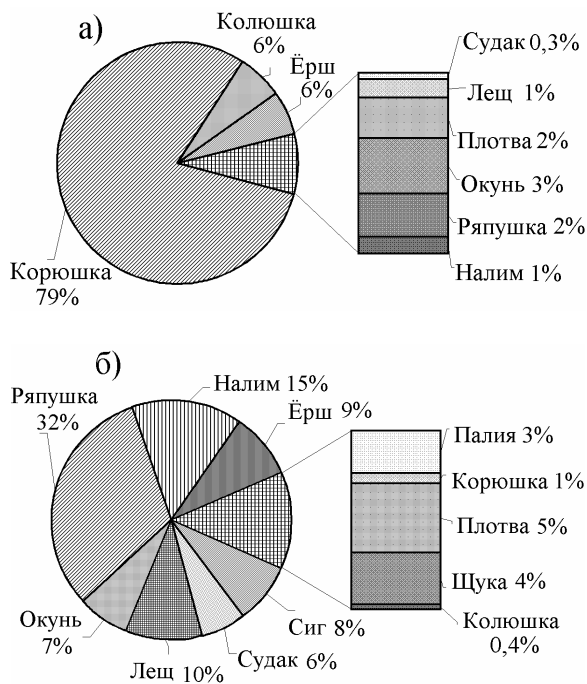 а)
Колюшка
6%
Ёрш
6%
Корюшка
79%
Судак 0,3%
Лещ 1%
Плотва 2%
Окунь 3%
Ряпушка 2%
Налим 1%
б)
Ряпушка
32%
Налим 15%
Ёрш 9%
Окунь
7%
Лещ 10%
Судак 6%
Сиг 8%
Палия 3%
Корюшка 1%
Плотва 5%
Щука 4%
Колюшка
0,4%